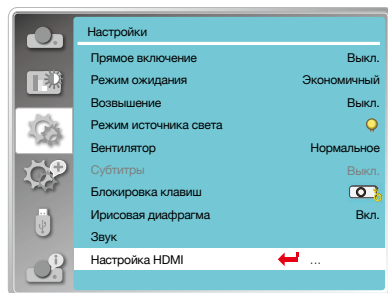 Настройки
Прямое включение Выкл.
Режим ожидания Экономичный
Возвышение Выкл.
Режим источника света
Вентилятор Нормальное
Субтитры Выкл.
Блокировка клавиш
Ирисовая диафрагма Вкл.
Звук
Настройка HDMI ...